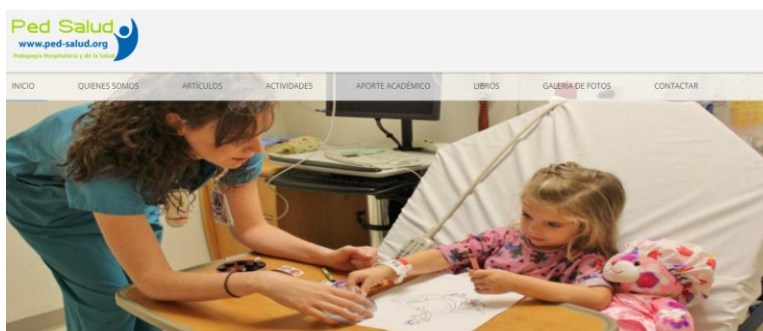 Ped Salud
www.ped-salud.org
Pedagogía Hospitalaria y de la Salud
INICIO QUIENES SOMOS ARTÍCULOS ACTIVIDADES APORTE ACADÉMICO LIBROS GALERÍA DE FOTOS CONTACTAR